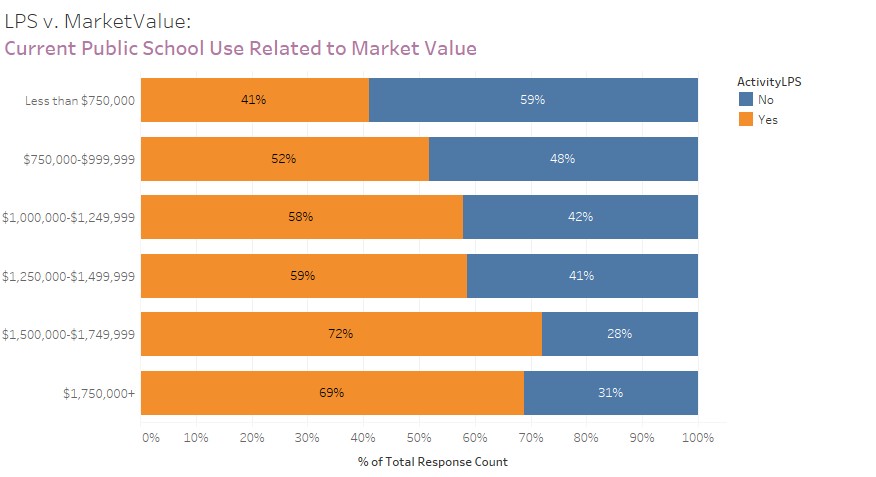 LPS v. MarketValue:
Current Public School Use Related to Market Value
ActivityLPS
No
Yes
Less than $750,000 41% 59%
$750,000-$999,999 52% 48%
$1,000,000-$1,249,999 58% 42%
$1,250,000-$1,499,999 59% 41%
$1,500,000-$1,749,999 72% 28%
$1,750,000+ 69% 31%
0% 10% 20% 30% 40% 50% 60% 70% 80% 90% 100%
% of Total Response Count